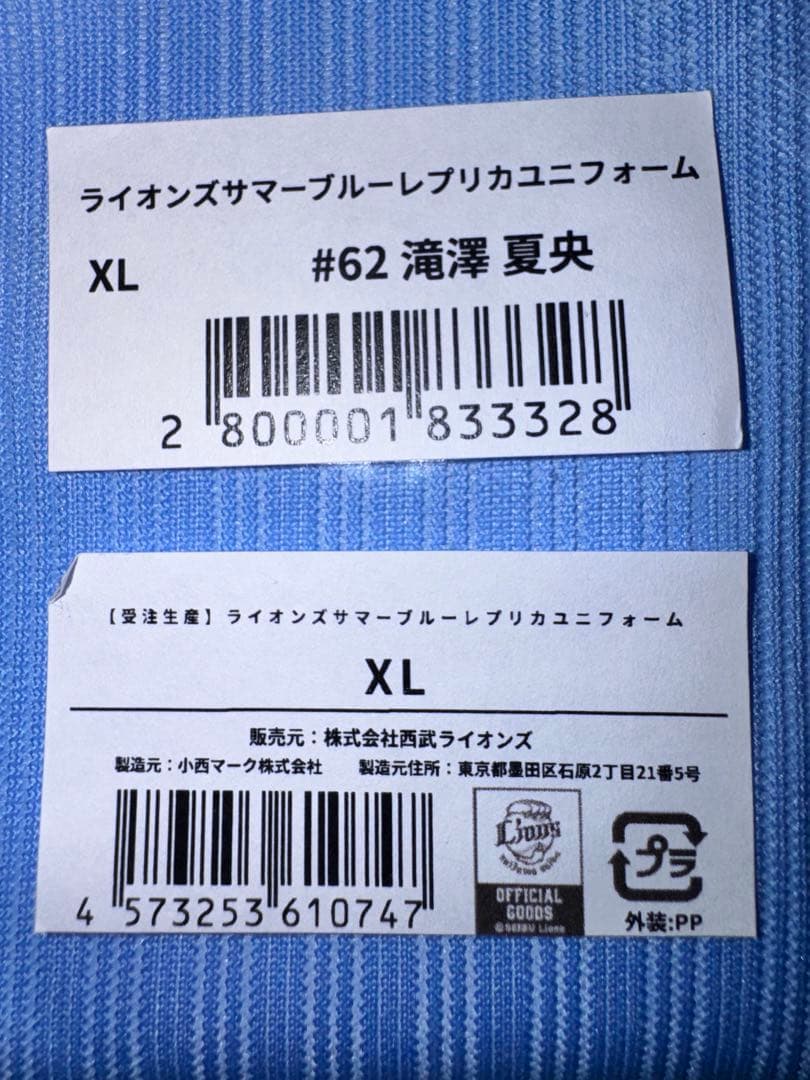 ライオンズサマーブルーレプリカユニフォーム
XL #62 滝澤 夏央
2 800001 833328
【受注生産】ライオンズサマーブルーレプリカユニフォーム
XL
販売元：株式会社西武ライオンズ
製造元：小西マーク株式会社 製造元住所：東京都墨田区石原2丁目21番5号
4 573253 610747
Lions
OFFICIAL
GOODS
©SEIBU Lions
プラ
外装:PP